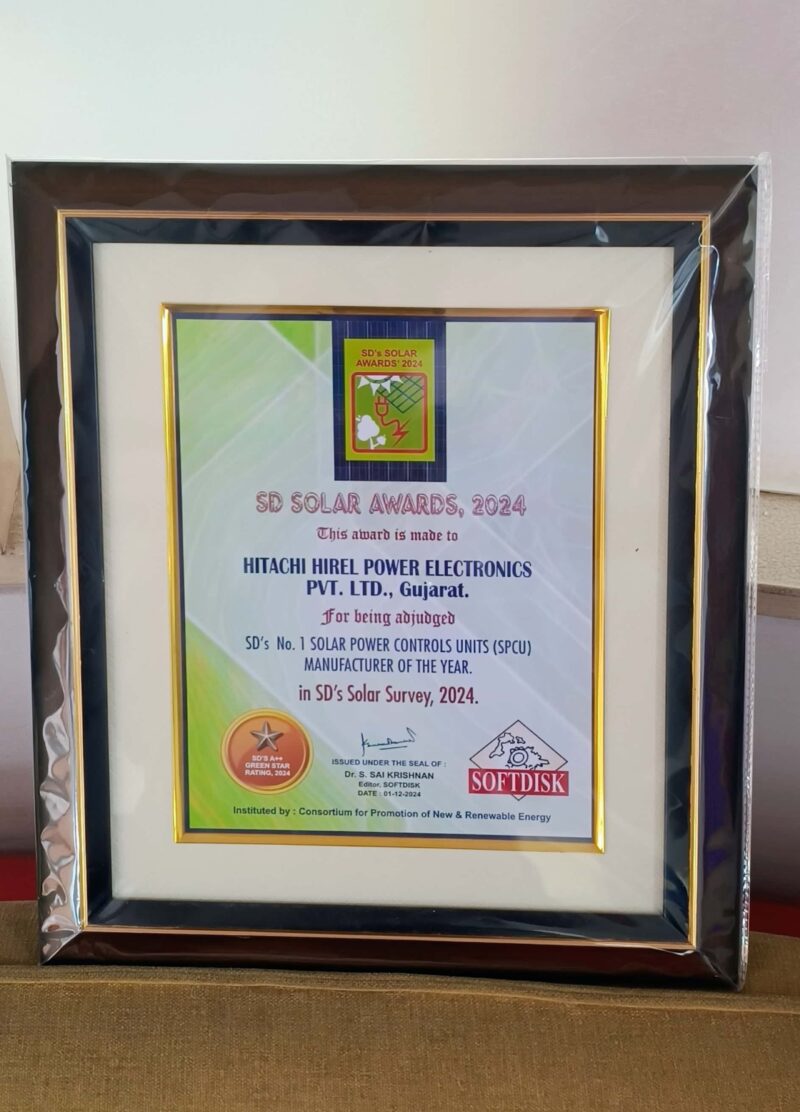 SD's SOLAR
AWARDS' 2024
SD SOLAR AWARDS, 2024
This award is made to
HITACHI HIREL POWER ELECTRONICS
PVT. LTD., Gujarat.
For being adjudged
SD's No. 1 SOLAR POWER CONTROLS UNITS (SPCU)
MANUFACTURER OF THE YEAR.
in SD's Solar Survey, 2024.
SD'S A++
GREEN STAR
RATING, 2024
ISSUED UNDER THE SEAL OF :
Dr. S. SAI KRISHNAN
Editor, SOFTDISK
DATE : 01-12-2024
SOFTDISK
Instituted by : Consortium for Promotion of New & Renewable Energy